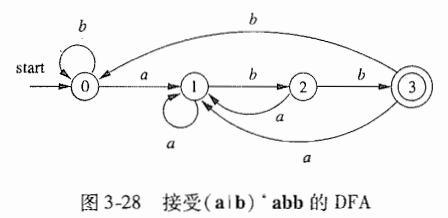 b
b
start
0
a
1
b
2
b
3
a
a
a
图 3-28 接受(a|b)*abb 的 DFA